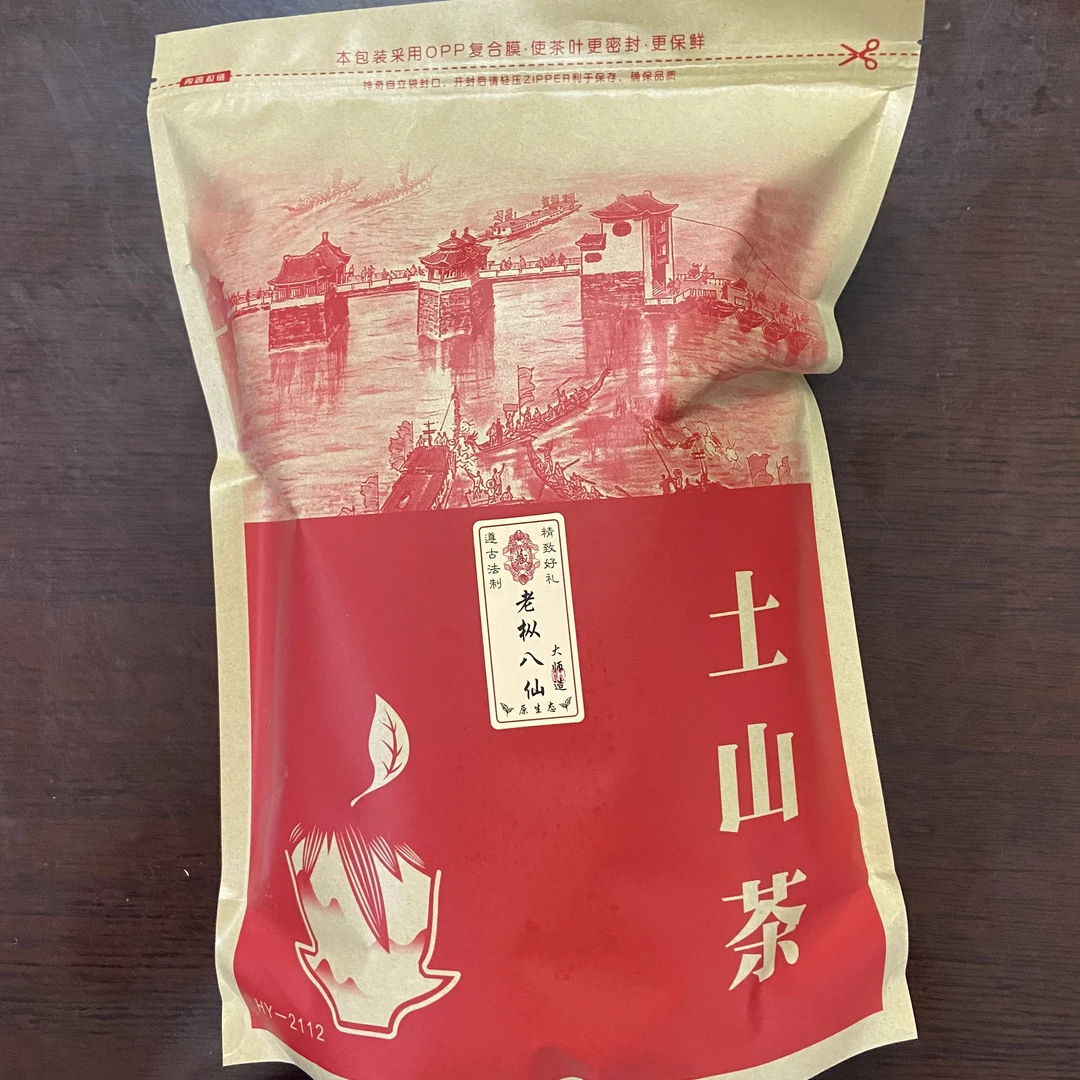 本包装采用OPP复合膜·使茶叶更密封·更保鲜
内有拉链
神奇自立袋封口、开封后请轻压ZIPPER利于保存、确保品质
精致好礼
遵古法制
藏
老枞八仙
大师造
原生态
土山茶
HY-2112